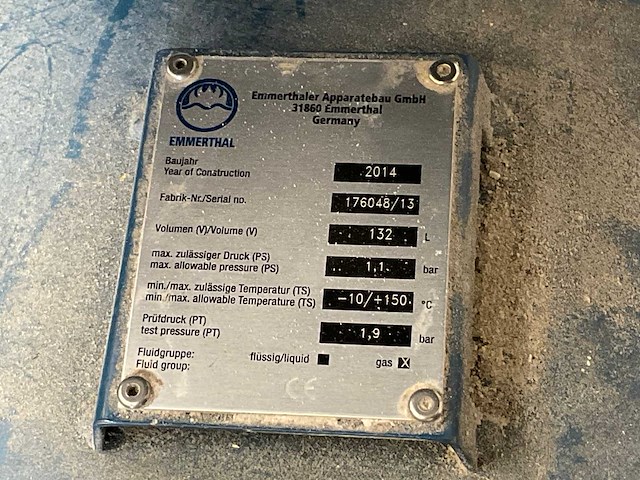 Emmerthaler Apparatebau GmbH
31860 Emmerthal
Germany
EMMERTHAL
Baujahr
Year of Construction 2014
Fabrik-Nr./Serial no. 176048/13
Volumen (V)/Volume (V) 132 L
max. zulässiger Druck (PS)
max. allowable pressure (PS) 1,1 bar
min./max. zulässige Temperatur (TS)
min./max. allowable Temperature (TS) -10/+150 °C
Prüfdruck (PT)
test pressure (PT) 1,9 bar
Fluidgruppe: flüssig/liquid gas X
Fluid group:
CE